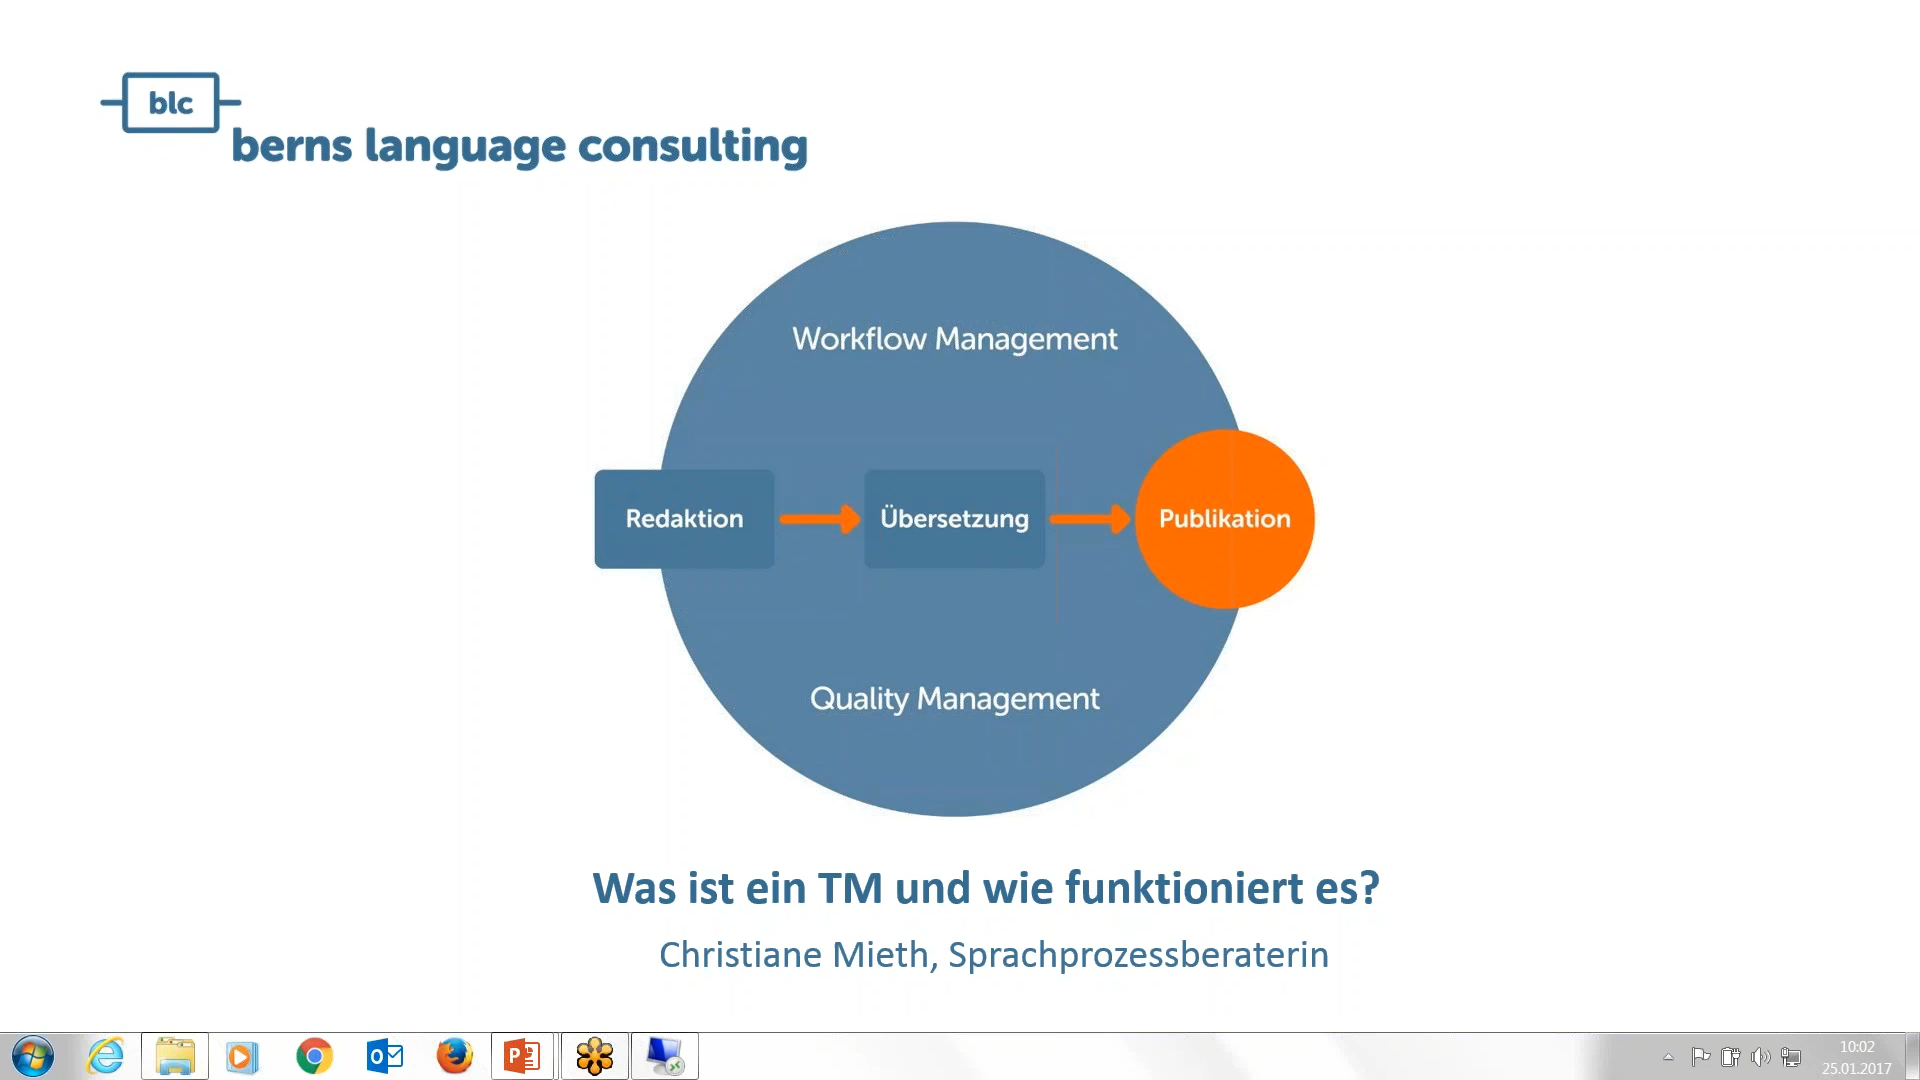 blc
berns language consulting
Workflow Management
Redaktion
Übersetzung
Publikation
Quality Management
Was ist ein TM und wie funktioniert es?
Christiane Mieth, Sprachprozessberaterin
10:02
25.01.2017